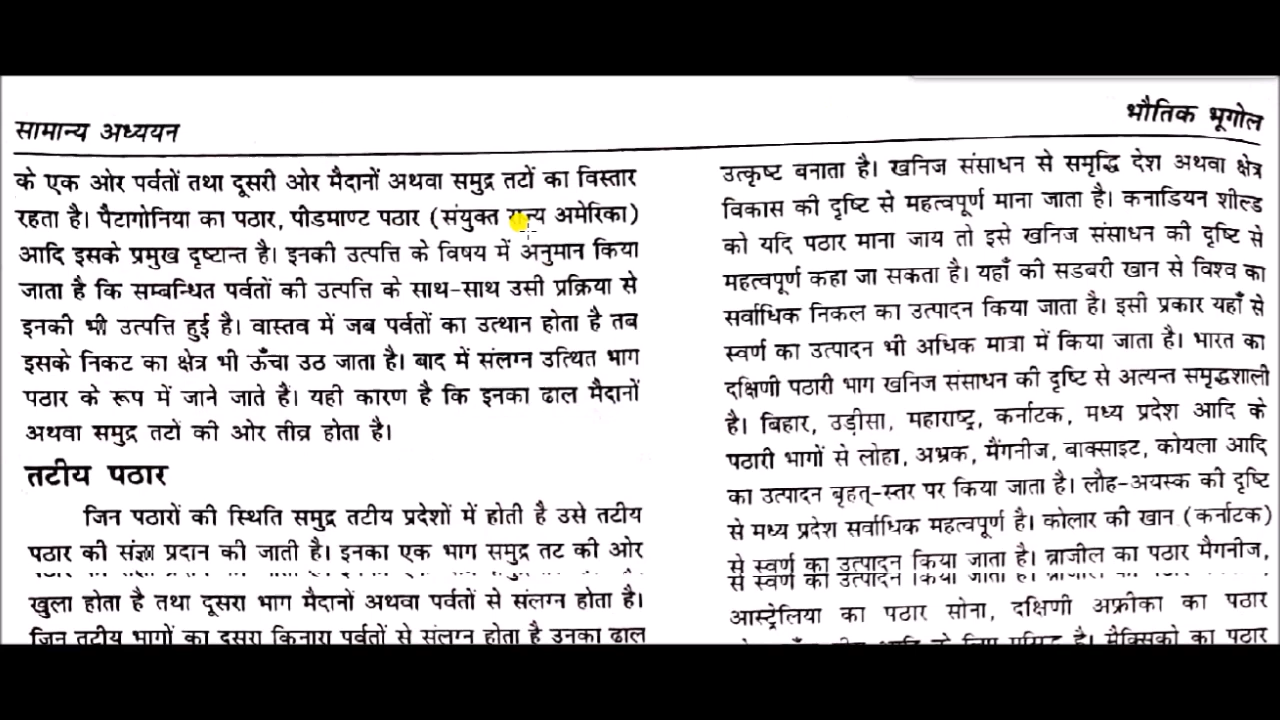 सामान्य अध्ययन
भौतिक भूगोल
के एक ओर पर्वतों तथा दूसरी ओर मैदानों अथवा समुद्र तटों का विस्तार
रहता है। पैटागोनिया का पठार, पीडमाण्ट पठार (संयुक्त अमेरिका)
आदि इसके प्रमुख दृष्टान्त है। इनकी उत्पत्ति के विषय में अनुमान किया
जाता है कि सम्बन्धित पर्वतों की उत्पत्ति के साथ-साथ उसी प्रक्रिया से
इनकी भी उत्पत्ति हुई है। वास्तव में जब पर्वतों का उत्थान होता है तब
इसके निकट का क्षेत्र भी ऊँचा उठ जाता है। बाद में संलग्न उत्थित भाग
पठार के रूप में जाने जाते हैं। यही कारण है कि इनका ढाल मैदानों
अथवा समुद्र तटों की ओर तीव्र होता है।
तटीय पठार
जिन पठारों की स्थिति समुद्र तटीय प्रदेशों में होती है उसे तटीय
पठार की संज्ञा प्रदान की जाती है। इनका एक भाग समुद्र तट की ओर
खुला होता है तथा दूसरा भाग मैदानों अथवा पर्वतों से संलग्न होता है।
जिन तटीय भागों का दूसरा किनारा पर्वतों से संलग्न होता है उनका ढाल
उत्कृष्ट बनाता है। खनिज संसाधन से समृद्धि देश अथवा क्षेत्र
विकास की दृष्टि से महत्वपूर्ण माना जाता है। कनाडियन शील्ड
को यदि पठार माना जाय तो इसे खनिज संसाधन की दृष्टि से
महत्वपूर्ण कहा जा सकता है। यहाँ की सडबरी खान से विश्व का
सर्वाधिक निकल का उत्पादन किया जाता है। इसी प्रकार यहाँ से
स्वर्ण का उत्पादन भी अधिक मात्रा में किया जाता है। भारत का
दक्षिणी पठारी भाग खनिज संसाधन की दृष्टि से अत्यन्त समृद्धशाली
है। बिहार, उड़ीसा, महाराष्ट्र, कर्नाटक, मध्य प्रदेश आदि के
पठारी भागों से लोहा, अभ्रक, मैंगनीज, बाक्साइट, कोयला आदि
का उत्पादन बृहत्-स्तर पर किया जाता है। लौह-अयस्क की दृष्टि
से मध्य प्रदेश सर्वाधिक महत्वपूर्ण है। कोलार की खान (कर्नाटक)
से स्वर्ण का उत्पादन किया जाता है। ब्राजील का पठार मैगनीज,
आस्ट्रेलिया का पठार सोना, दक्षिणी अफ्रीका का पठार
के लिए प्रसिद्ध है। मैक्सिको का पठार